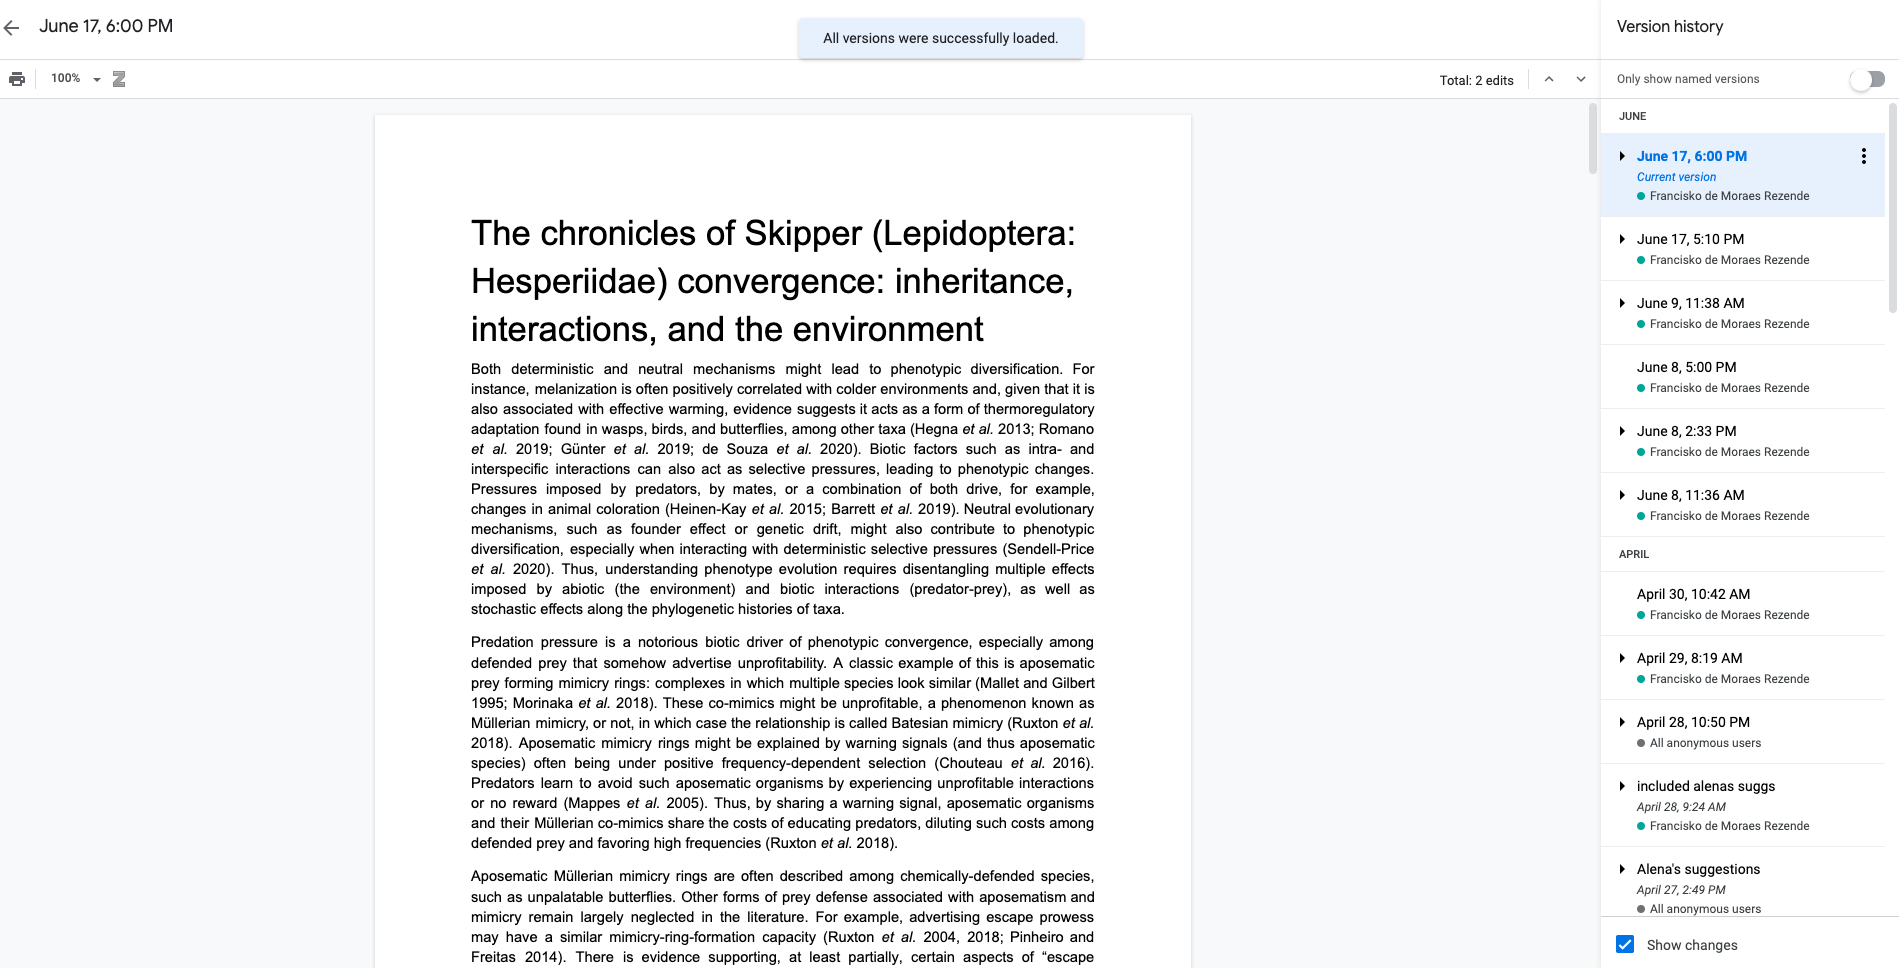 June 17, 6:00 PM
All versions were successfully loaded.
Version history
100%
Total: 2 edits
Only show named versions
The chronicles of Skipper (Lepidoptera:
Hesperiidae) convergence: inheritance,
interactions, and the environment
Both deterministic and neutral mechanisms might lead to phenotypic diversification. For
instance, melanization is often positively correlated with colder environments and, given that it is
also associated with effective warming, evidence suggests it acts as a form of thermoregulatory
adaptation found in wasps, birds, and butterflies, among other taxa (Hegna et al. 2013; Romano
et al. 2019; Günter et al. 2019; de Souza et al. 2020). Biotic factors such as intra- and
interspecific interactions can also act as selective pressures, leading to phenotypic changes.
Pressures imposed by predators, by mates, or a combination of both drive, for example,
changes in animal coloration (Heinen-Kay et al. 2015; Barrett et al. 2019). Neutral evolutionary
mechanisms, such as founder effect or genetic drift, might also contribute to phenotypic
diversification, especially when interacting with deterministic selective pressures (Sendell-Price
et al. 2020). Thus, understanding phenotype evolution requires disentangling multiple effects
imposed by abiotic (the environment) and biotic interactions (predator-prey), as well as
stochastic effects along the phylogenetic histories of taxa.
Predation pressure is a notorious biotic driver of phenotypic convergence, especially among
defended prey that somehow advertise unprofitability. A classic example of this is aposematic
prey forming mimicry rings: complexes in which multiple species look similar (Mallet and Gilbert
1995; Morinaka et al. 2018). These co-mimics might be unprofitable, a phenomenon known as
Müllerian mimicry, or not, in which case the relationship is called Batesian mimicry (Ruxton et al.
2018). Aposematic mimicry rings might be explained by warning signals (and thus aposematic
species) often being under positive frequency-dependent selection (Chouteau et al. 2016).
Predators learn to avoid such aposematic organisms by experiencing unprofitable interactions
or no reward (Mappes et al. 2005). Thus, by sharing a warning signal, aposematic organisms
and their Müllerian co-mimics share the costs of educating predators, diluting such costs among
defended prey and favoring high frequencies (Ruxton et al. 2018).
Aposematic Müllerian mimicry rings are often described among chemically-defended species,
such as unpalatable butterflies. Other forms of prey defense associated with aposematism and
mimicry remain largely neglected in the literature. For example, advertising escape prowess
may have a similar mimicry-ring-formation capacity (Ruxton et al. 2004, 2018; Pinheiro and
Freitas 2014). There is evidence supporting, at least partially, certain aspects of “escape
JUNE
June 17, 6:00 PM
Current version
Francisko de Moraes Rezende
June 17, 5:10 PM
Francisko de Moraes Rezende
June 9, 11:38 AM
Francisko de Moraes Rezende
June 8, 5:00 PM
Francisko de Moraes Rezende
June 8, 2:33 PM
Francisko de Moraes Rezende
June 8, 11:36 AM
Francisko de Moraes Rezende
APRIL
April 30, 10:42 AM
Francisko de Moraes Rezende
April 29, 8:19 AM
Francisko de Moraes Rezende
April 28, 10:50 PM
All anonymous users
included alenas suggs
April 28, 9:24 AM
Francisko de Moraes Rezende
Alena's suggestions
April 27, 2:49 PM
All anonymous users
Show changes